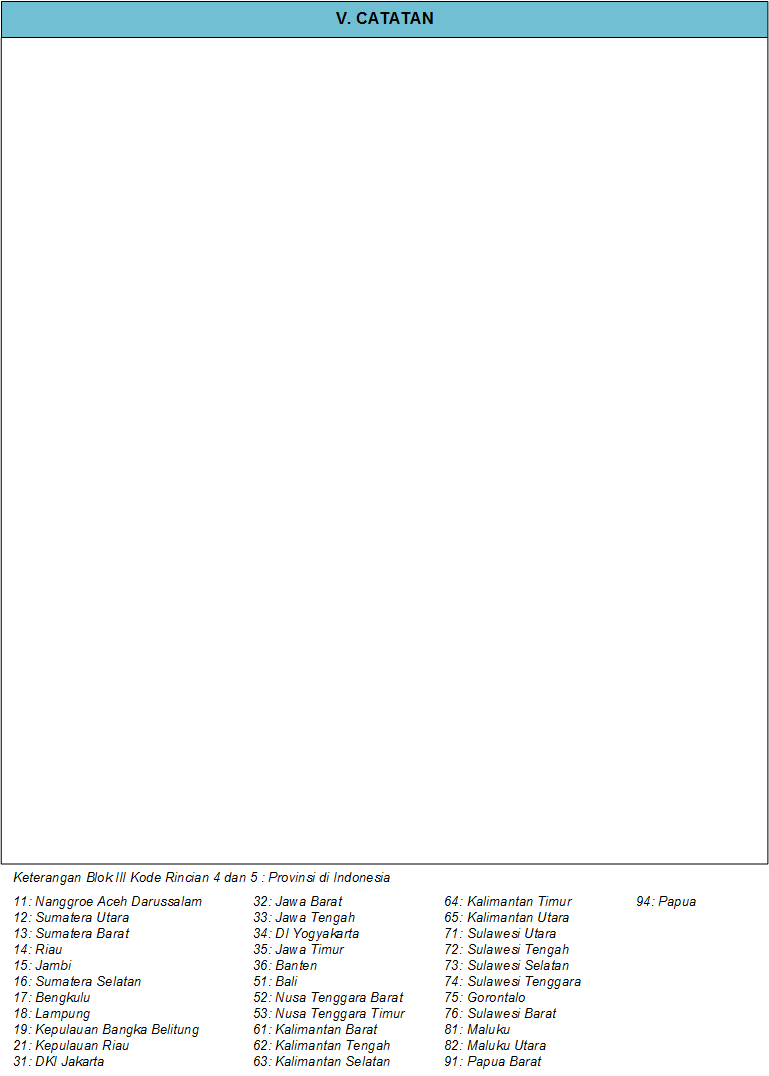 V. CATATAN
Keterangan Blok III Kode Rincian 4 dan 5 : Provinsi di Indonesia
11: Nanggroe Aceh Darussalam
12: Sumatera Utara
13: Sumatera Barat
14: Riau
15: Jambi
16: Sumatera Selatan
17: Bengkulu
18: Lampung
19: Kepulauan Bangka Belitung
21: Kepulauan Riau
31: DKI Jakarta
32: Jawa Barat
33: Jawa Tengah
34: DI Yogyakarta
35: Jawa Timur
36: Banten
51: Bali
52: Nusa Tenggara Barat
53: Nusa Tenggara Timur
61: Kalimantan Barat
62: Kalimantan Tengah
63: Kalimantan Selatan
64: Kalimantan Timur
65: Kalimantan Utara
71: Sulawesi Utara
72: Sulawesi Tengah
73: Sulawesi Selatan
74: Sulawesi Tenggara
75: Gorontalo
76: Sulawesi Barat
81: Maluku
82: Maluku Utara
91: Papua Barat
94: Papua